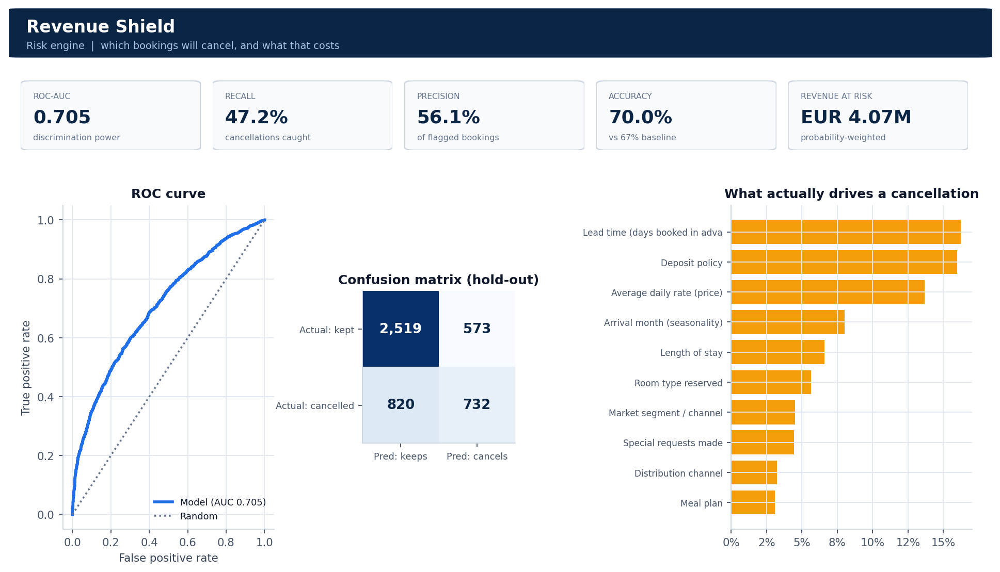 Revenue Shield
Risk engine | which bookings will cancel, and what that costs
ROC-AUC
0.705
discrimination power
RECALL
47.2%
cancellations caught
PRECISION
56.1%
of flagged bookings
ACCURACY
70.0%
vs 67% baseline
REVENUE AT RISK
EUR 4.07M
probability-weighted
ROC curve
True positive rate
1.0
0.8
0.6
0.4
0.2
0.0
Model (AUC 0.705)
Random
0.0 0.2 0.4 0.6 0.8 1.0
False positive rate
Confusion matrix (hold-out)
Actual: kept 2,519 573
Actual: cancelled 820 732
Pred: keeps Pred: cancels
What actually drives a cancellation
Lead time (days booked in adva
Deposit policy
Average daily rate (price)
Arrival month (seasonality)
Length of stay
Room type reserved
Market segment / channel
Special requests made
Distribution channel
Meal plan
0% 2% 5% 8% 10% 12% 15%